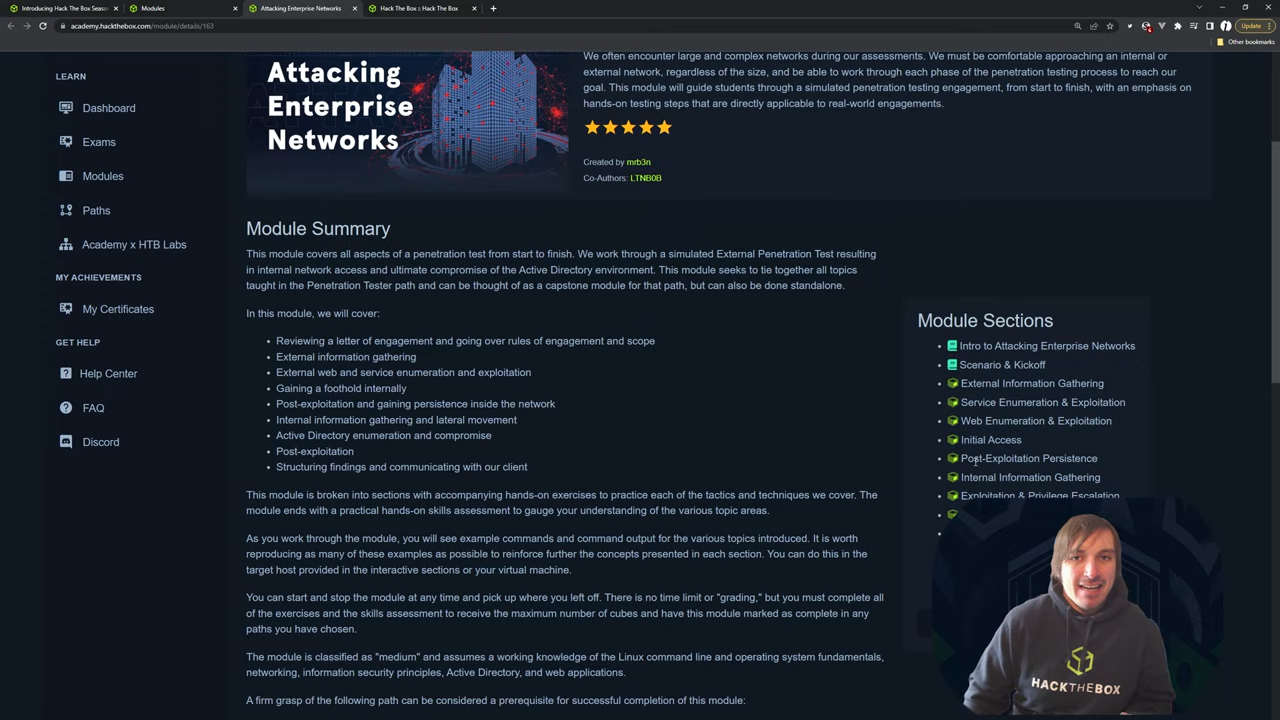 Introducing Hack The Box Seaso
Modules
Attacking Enterprise Networks
Hack The Box :: Hack The Box
academy.hackthebox.com/module/details/163
Update
Other bookmarks
LEARN
Dashboard
Exams
Modules
Paths
Academy x HTB Labs
MY ACHIEVEMENTS
My Certificates
GET HELP
Help Center
FAQ
Discord
Attacking
Enterprise
Networks
We often encounter large and complex networks during our assessments. We must be comfortable approaching an internal or
external network, regardless of the size, and be able to work through each phase of the penetration testing process to reach our
goal. This module will guide students through a simulated penetration testing engagement, from start to finish, with an emphasis on
hands-on testing steps that are directly applicable to real-world engagements.
Created by mrb3n
Co-Authors: LTNB0B
Module Summary
This module covers all aspects of a penetration test from start to finish. We work through a simulated External Penetration Test resulting
in internal network access and ultimate compromise of the Active Directory environment. This module seeks to tie together all topics
taught in the Penetration Tester path and can be thought of as a capstone module for that path, but can also be done standalone.
In this module, we will cover:
• Reviewing a letter of engagement and going over rules of engagement and scope
• External information gathering
• External web and service enumeration and exploitation
• Gaining a foothold internally
• Post-exploitation and gaining persistence inside the network
• Internal information gathering and lateral movement
• Active Directory enumeration and compromise
• Post-exploitation
• Structuring findings and communicating with our client
This module is broken into sections with accompanying hands-on exercises to practice each of the tactics and techniques we cover. The
module ends with a practical hands-on skills assessment to gauge your understanding of the various topic areas.
As you work through the module, you will see example commands and command output for the various topics introduced. It is worth
reproducing as many of these examples as possible to reinforce further the concepts presented in each section. You can do this in the
target host provided in the interactive sections or your virtual machine.
You can start and stop the module at any time and pick up where you left off. There is no time limit or "grading," but you must complete all
of the exercises and the skills assessment to receive the maximum number of cubes and have this module marked as complete in any
paths you have chosen.
The module is classified as "medium" and assumes a working knowledge of the Linux command line and operating system fundamentals,
networking, information security principles, Active Directory, and web applications.
A firm grasp of the following path can be considered a prerequisite for successful completion of this module:
Module Sections
• Intro to Attacking Enterprise Networks
• Scenario & Kickoff
• External Information Gathering
• Service Enumeration & Exploitation
• Web Enumeration & Exploitation
• Initial Access
• Post-Exploitation Persistence
• Internal Information Gathering
• Exploitation & Privilege Escalation
HACKTHEBOX